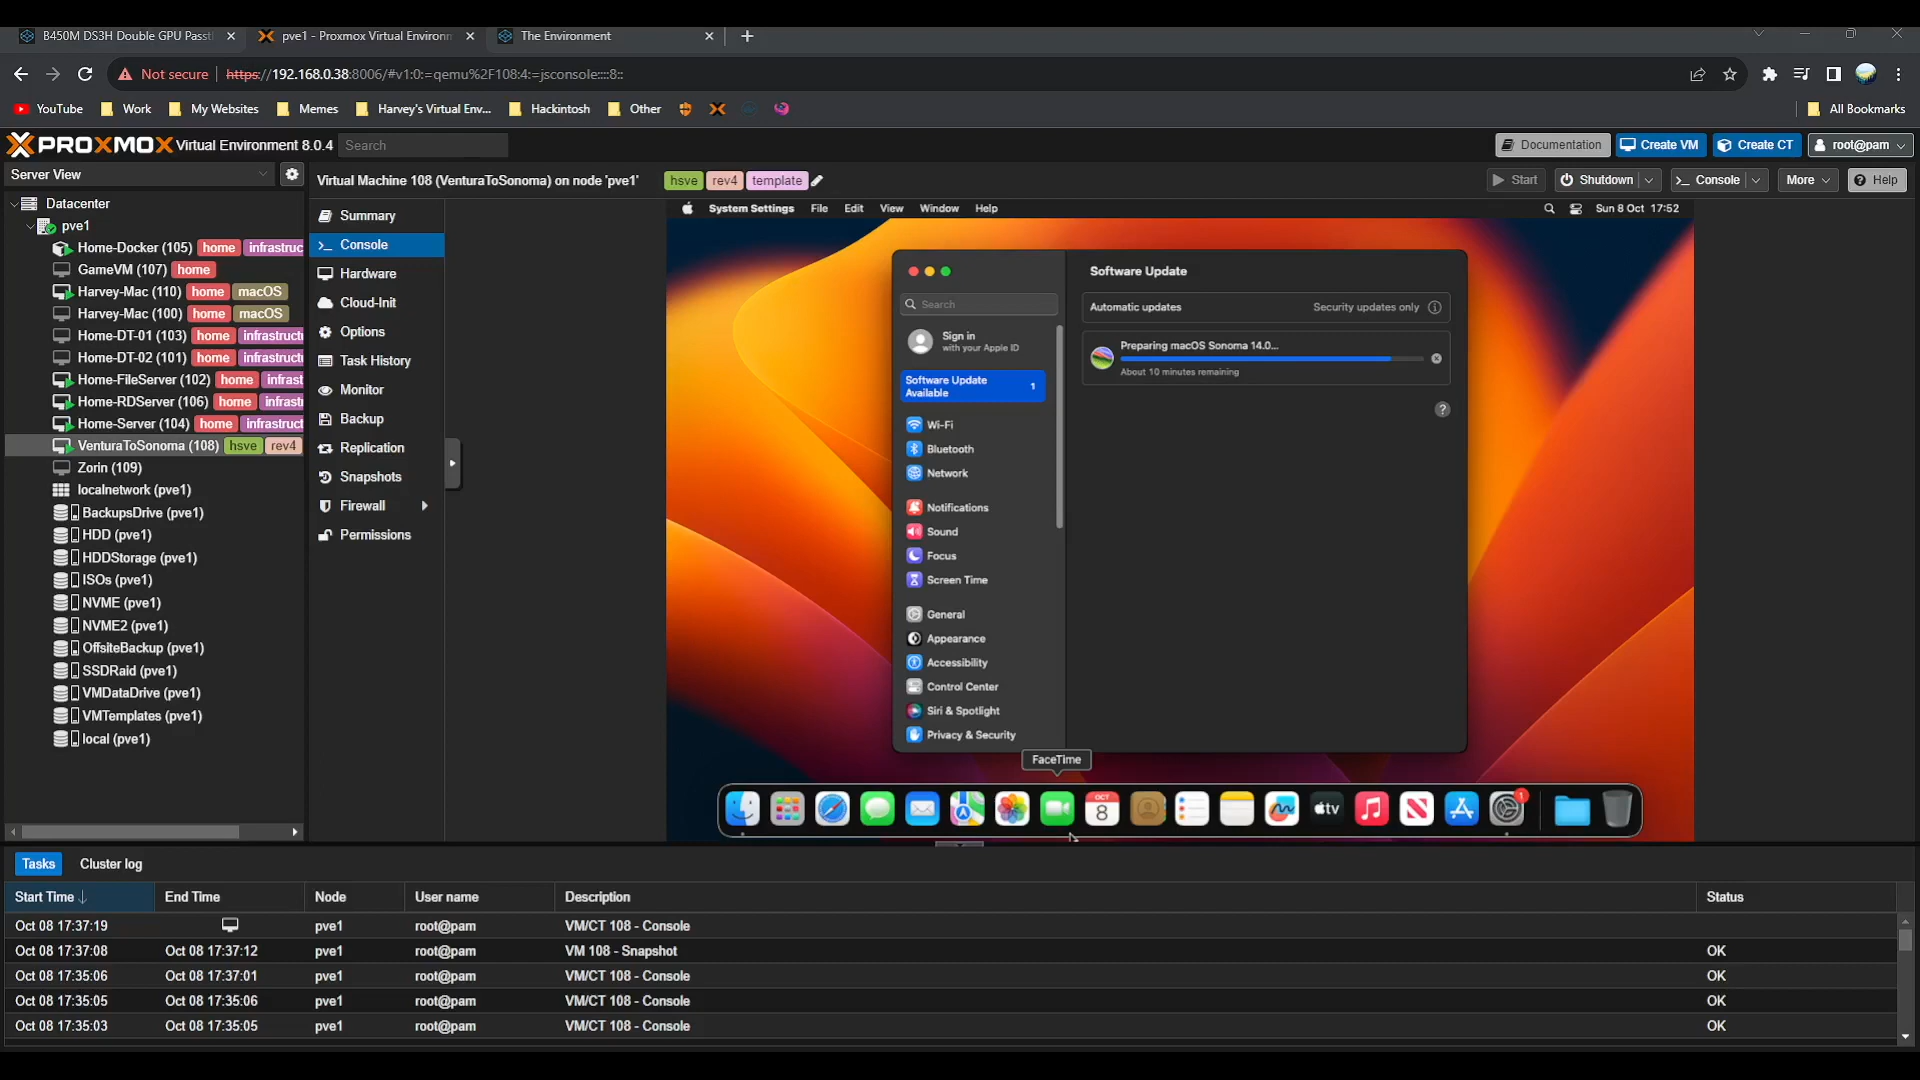 B450M DS3H Double GPU Passt
pve1 - Proxmox Virtual Environm
The Environment
Not secure https://192.168.0.38:8006/#v1:0:=qemu%2F108:4:=jsconsole::::8::
YouTube Work My Websites Memes Harvey's Virtual Env... Hackintosh Other All Bookmarks
PROXMOX Virtual Environment 8.0.4 Search Documentation Create VM Create CT root@pam
Server View
Virtual Machine 108 (VenturaToSonoma) on node 'pve1' hsve rev4 template Start Shutdown Console More Help
Datacenter
pve1
Home-Docker (105) home infrastruc
GameVM (107) home
Harvey-Mac (110) home macOS
Harvey-Mac (100) home macOS
Home-DT-01 (103) home infrastructu
Home-DT-02 (101) home infrastructu
Home-FileServer (102) home infrast
Home-RDServer (106) home infrastr
Home-Server (104) home infrastruct
VenturaToSonoma (108) hsve rev4
Zorin (109)
localnetwork (pve1)
BackupsDrive (pve1)
HDD (pve1)
HDDStorage (pve1)
ISOs (pve1)
NVME (pve1)
NVME2 (pve1)
OffsiteBackup (pve1)
SSDRaid (pve1)
VMDataDrive (pve1)
VMTemplates (pve1)
local (pve1)
Summary
Console
Hardware
Cloud-Init
Options
Task History
Monitor
Backup
Replication
Snapshots
Firewall
Permissions
System Settings File Edit View Window Help Sun 8 Oct 17:52
Search
Sign in
with your Apple ID
Software Update
Available 1
Wi-Fi
Bluetooth
Network
Notifications
Sound
Focus
Screen Time
General
Appearance
Accessibility
Control Center
Siri & Spotlight
Privacy & Security
Software Update
Automatic updates Security updates only
Preparing macOS Sonoma 14.0...
About 10 minutes remaining
?
FaceTime
OCT
8
tv
1
Tasks Cluster log
Start Time End Time Node User name Description Status
Oct 08 17:37:19 pve1 root@pam VM/CT 108 - Console
Oct 08 17:37:08 Oct 08 17:37:12 pve1 root@pam VM 108 - Snapshot OK
Oct 08 17:35:06 Oct 08 17:37:01 pve1 root@pam VM/CT 108 - Console OK
Oct 08 17:35:05 Oct 08 17:35:06 pve1 root@pam VM/CT 108 - Console OK
Oct 08 17:35:03 Oct 08 17:35:05 pve1 root@pam VM/CT 108 - Console OK